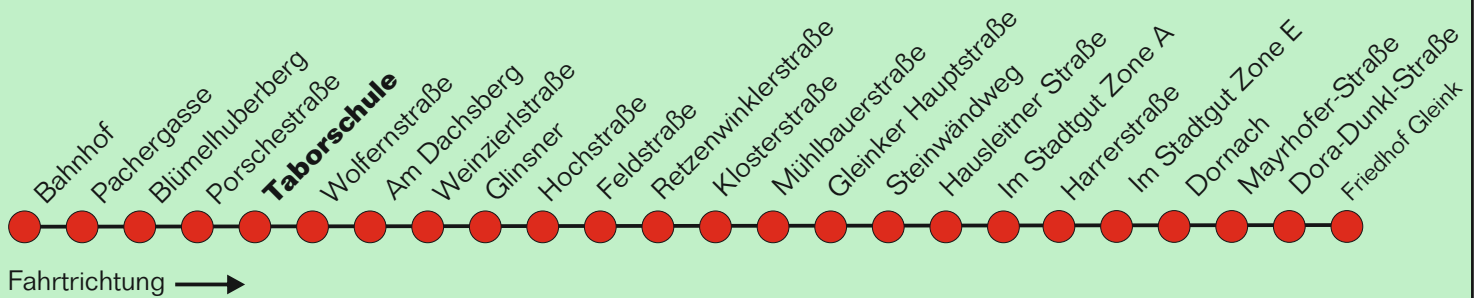 Bahnhof
Pachergasse
Blümelhuberberg
Porschestraße
Taborschule
Wolfernstraße
Am Dachsberg
Weinzierlstraße
Glinsner
Hochstraße
Feldstraße
Retzenwinklerstraße
Klosterstraße
Mühlbauerstraße
Gleinker Hauptstraße
Steinwändweg
Hausleitner Straße
Im Stadtgut Zone A
Harrerstraße
Im Stadtgut Zone E
Dornach
Mayrhofer-Straße
Dora-Dunkl-Straße
Friedhof Gleink
Fahrtrichtung